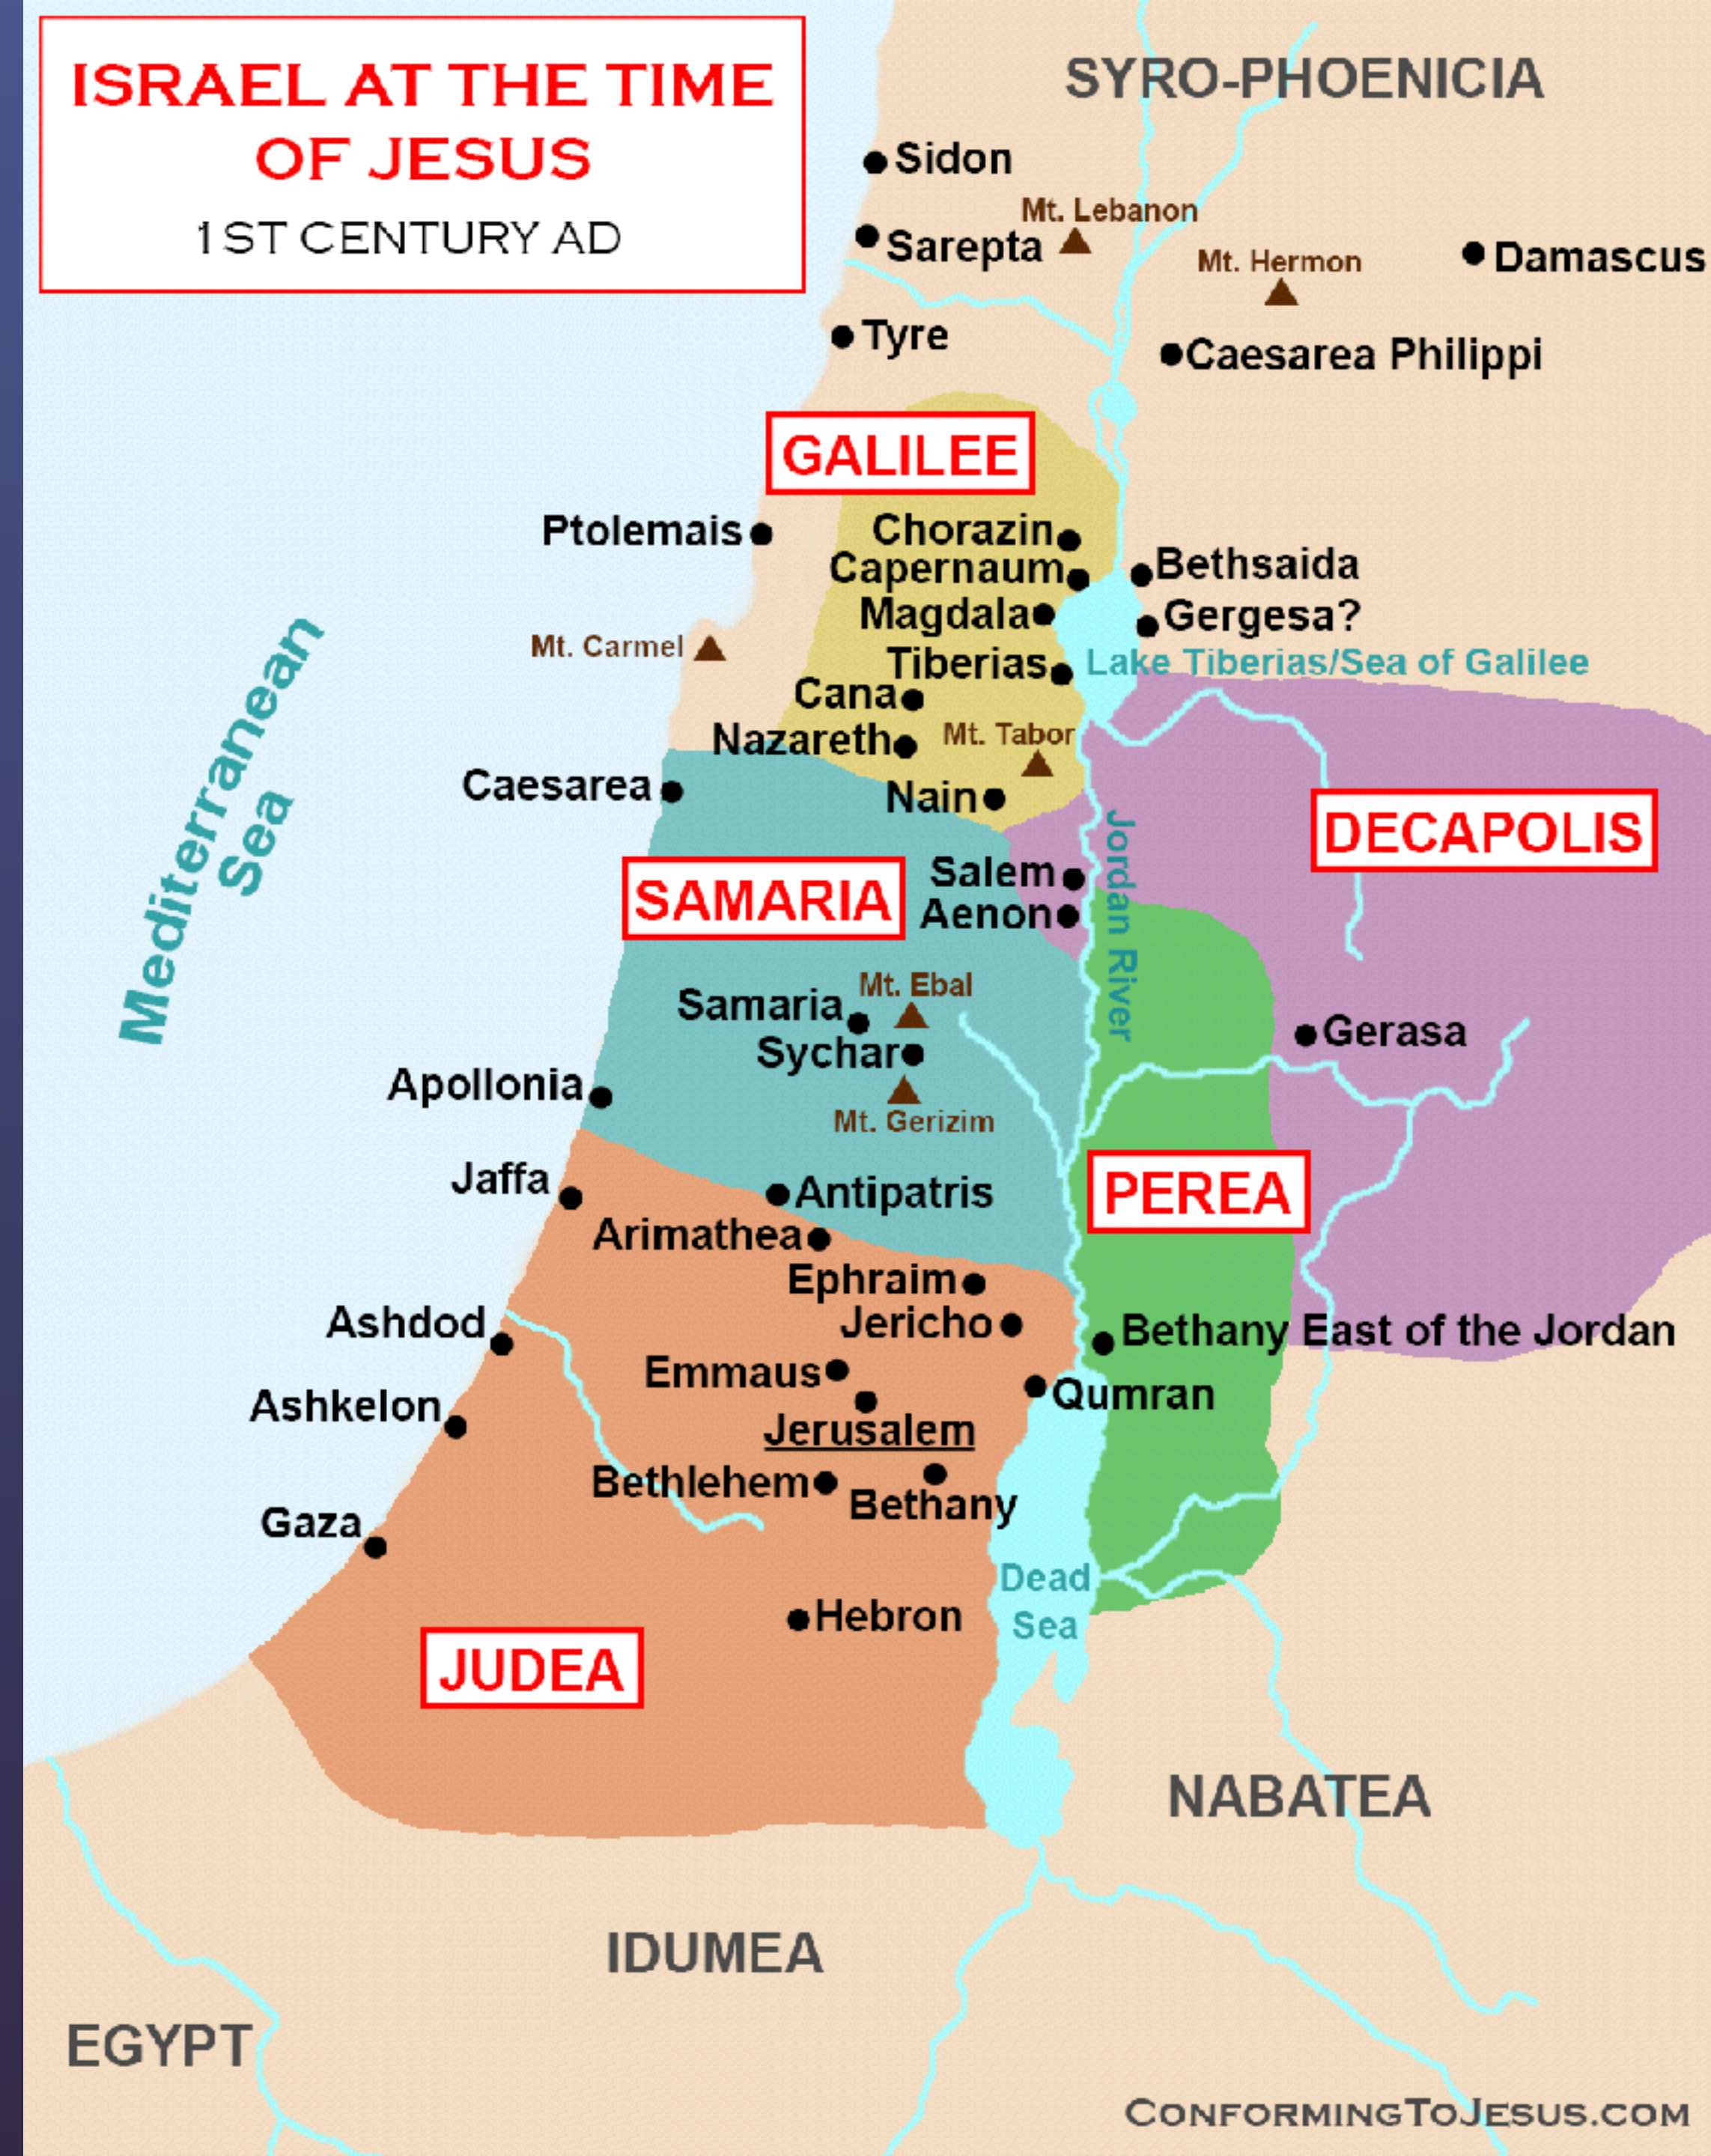 ISRAEL AT THE TIME
OF JESUS
1ST CENTURY AD
SYRO-PHOENICIA
Sidon
Mt. Lebanon
Sarepta
Mt. Hermon
Damascus
Tyre
Caesarea Philippi
GALILEE
Ptolemais
Chorazin
Capernaum
Bethsaida
Magdala
Gergesa?
Mt. Carmel
Tiberias
Lake Tiberias/Sea of Galilee
Cana
Nazareth
Mt. Tabor
Mediterranean
Sea
Caesarea
Nain
DECAPOLIS
Jordan River
Salem
SAMARIA
Aenon
Mt. Ebal
Samaria
Gerasa
Sychar
Apollonia
Mt. Gerizim
Jaffa
Antipatris
PEREA
Arimathea
Ephraim
Ashdod
Jericho
Bethany East of the Jordan
Emmaus
Qumran
Ashkelon
Jerusalem
Bethlehem
Bethany
Gaza
Dead
Sea
Hebron
JUDEA
NABATEA
IDUMEA
EGYPT
CONFORMINGTOJESUS.COM